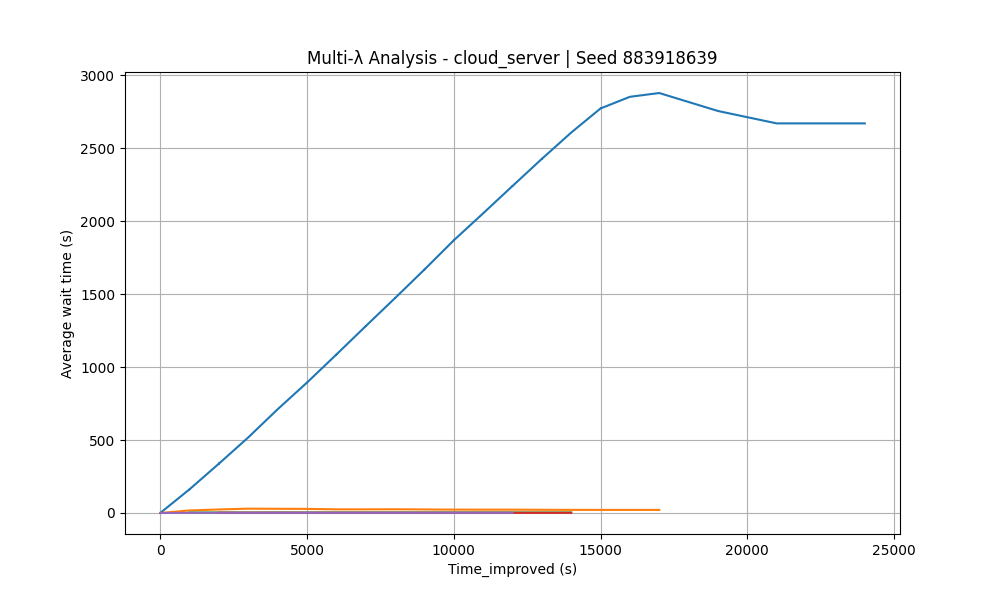 Multi-λ Analysis - cloud_server | Seed 883918639
3000
2500
2000
1500
1000
500
0
Average wait time (s)
0 5000 10000 15000 20000 25000
Time_improved (s)